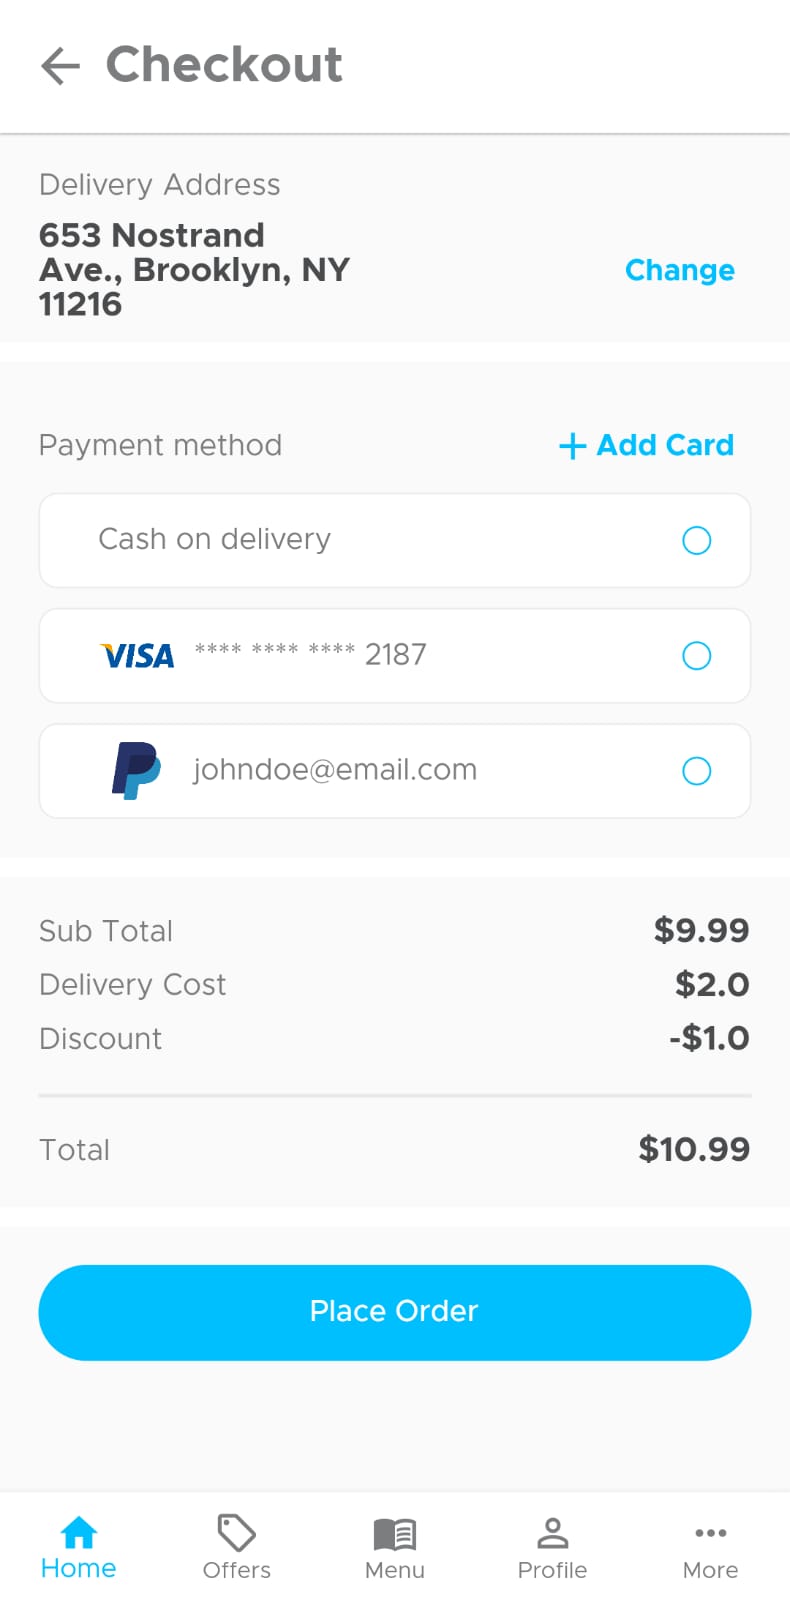 Checkout
Delivery Address
653 Nostrand
Ave., Brooklyn, NY
11216
Change
Payment method
+ Add Card
Cash on delivery
VISA **** **** **** 2187
johndoe@email.com
Sub Total $9.99
Delivery Cost $2.0
Discount -$1.0
Total $10.99
Place Order
Home Offers Menu Profile More